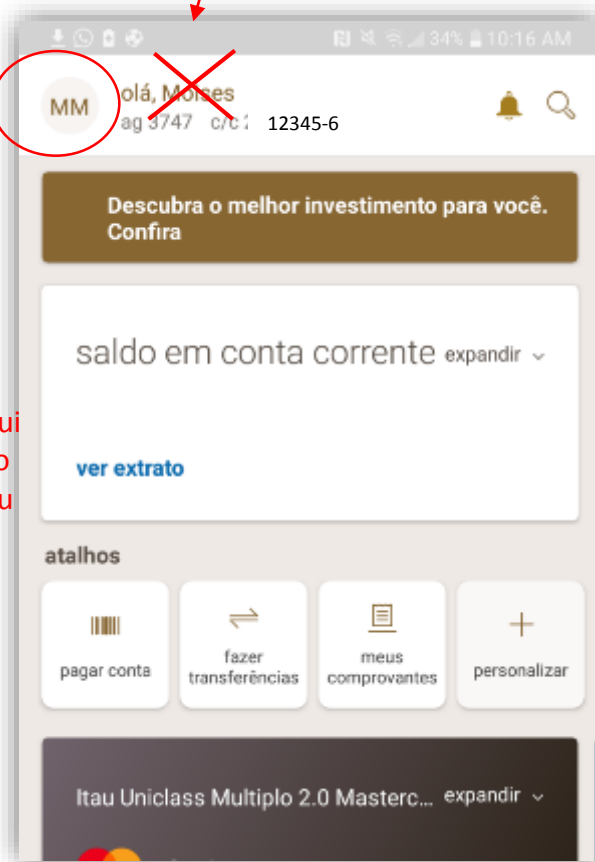 34% 10:16 AM
MM
olá, Moises
ag 3747 c/c 12345-6
Descubra o melhor investimento para você.
Confira
saldo em conta corrente expandir
ver extrato
atalhos
pagar conta
fazer
transferências
meus
comprovantes
personalizar
Itau Uniclass Multiplo 2.0 Masterc... expandir